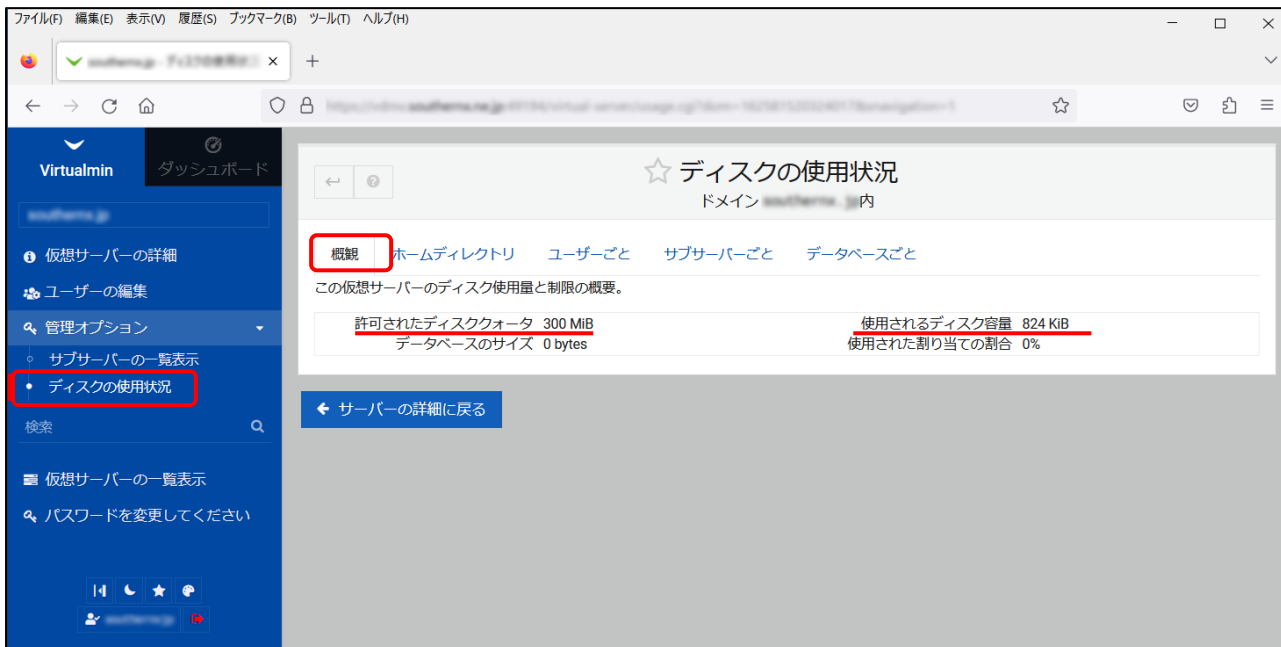 ファイル(F) 編集(E) 表示(V) 履歴(S) ブックマーク(B) ツール(T) ヘルプ(H)
Virtualmin
ダッシュボード
仮想サーバーの詳細
ユーザーの編集
管理オプション
サブサーバーの一覧表示
ディスクの使用状況
検索
仮想サーバーの一覧表示
パスワードを変更してください
ディスクの使用状況
ドメイン 内
概観 ホームディレクトリ ユーザーごと サブサーバーごと データベースごと
この仮想サーバーのディスク使用量と制限の概要。
許可されたディスククォータ 300 MiB 使用されるディスク容量 824 KiB
データベースのサイズ 0 bytes 使用された割り当ての割合 0%
サーバーの詳細に戻る